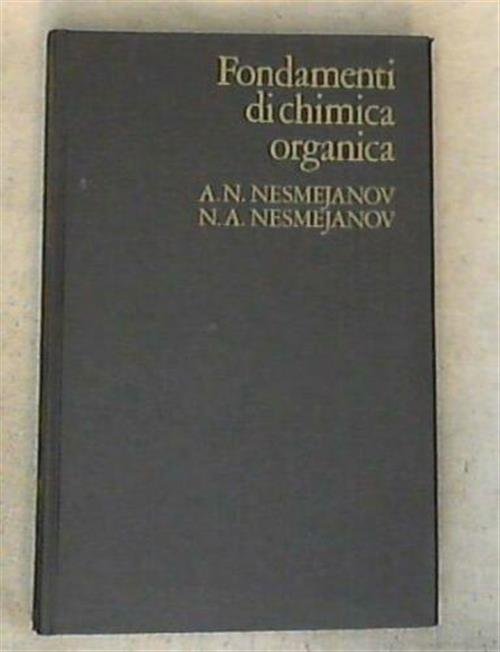 Fondamenti
di chimica
organica
A. N. NESMEJANOV
N. A. NESMEJANOV